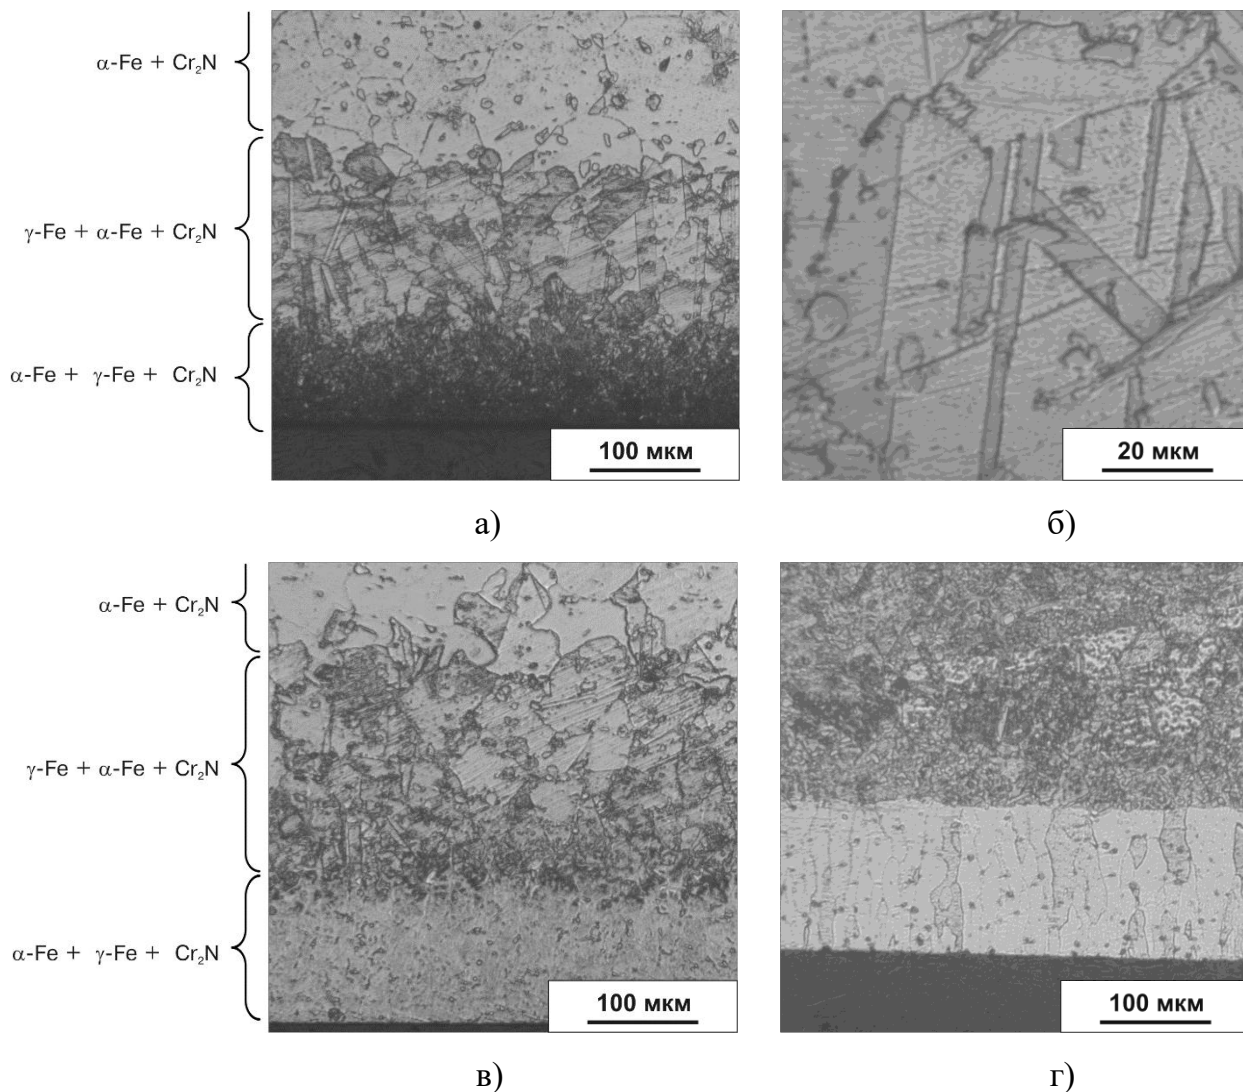 α-Fe + Cr₂N
γ-Fe + α-Fe + Cr₂N
α-Fe + γ-Fe + Cr₂N
100 мкм
20 мкм
а)
б)
α-Fe + Cr₂N
γ-Fe + α-Fe + Cr₂N
α-Fe + γ-Fe + Cr₂N
100 мкм
100 мкм
в)
г)